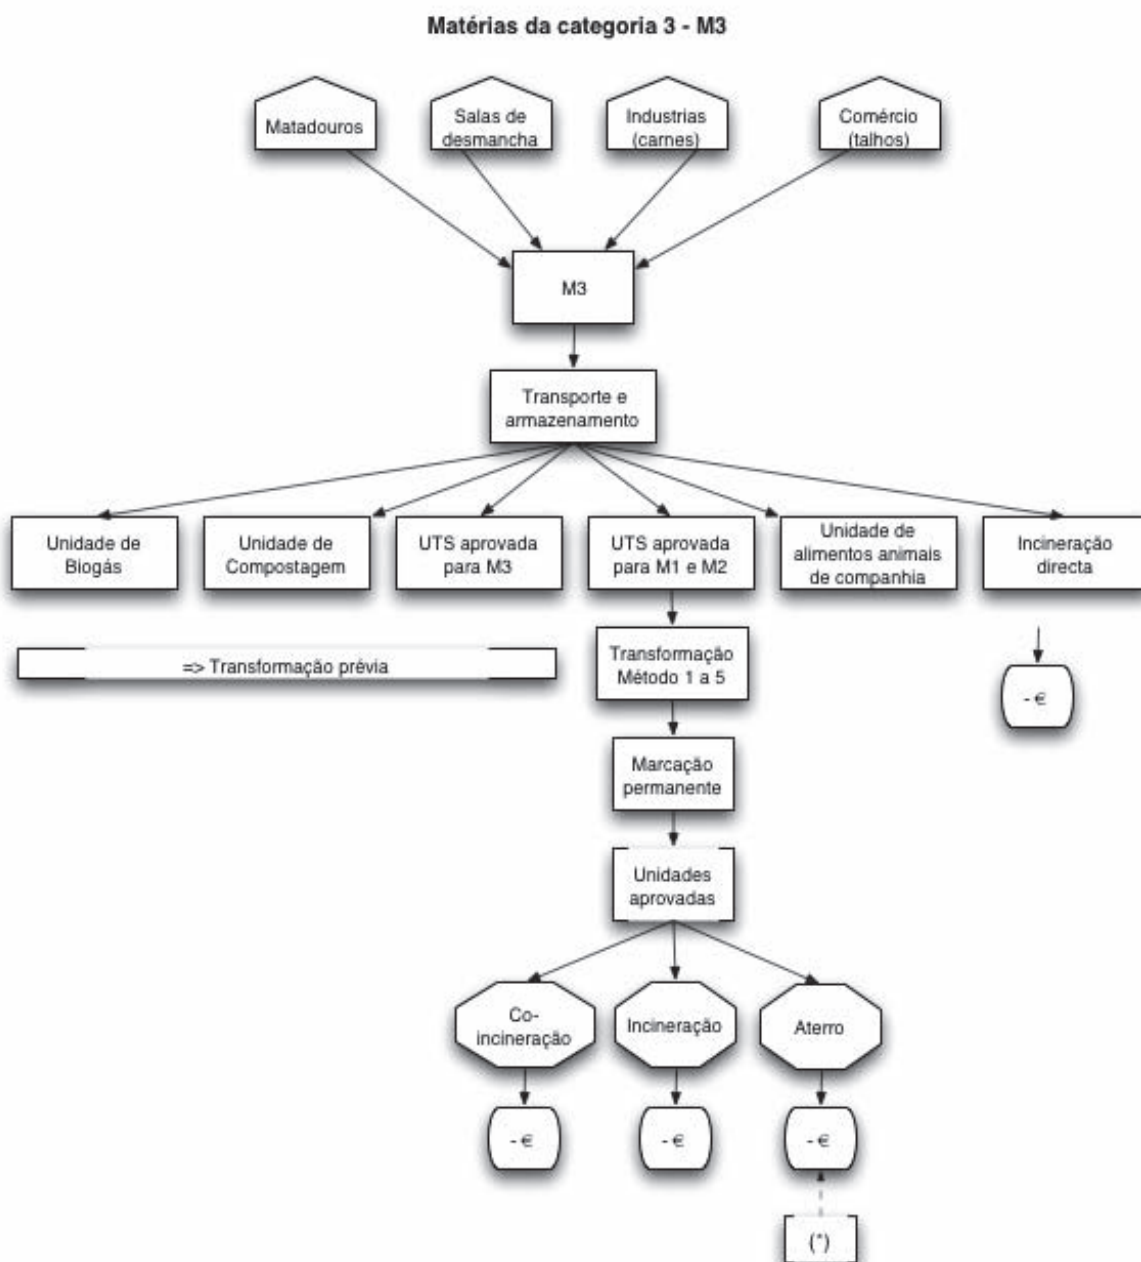 Matérias da categoria 3 - M3
Matadouros
Salas de
desmancha
Industrias
(carnes)
Comércio
(talhos)
M3
Transporte e
armazenamento
Unidade de
Biogás
Unidade de
Compostagem
UTS aprovada
para M3
UTS aprovada
para M1 e M2
Unidade de
alimentos animais
de companhia
Incineração
directa
=> Transformação prévia
Transformação
Método 1 a 5
- €
Marcação
permanente
Unidades
aprovadas
Co-
incineração
Incineração
Aterro
- €
- €
- €
(*)